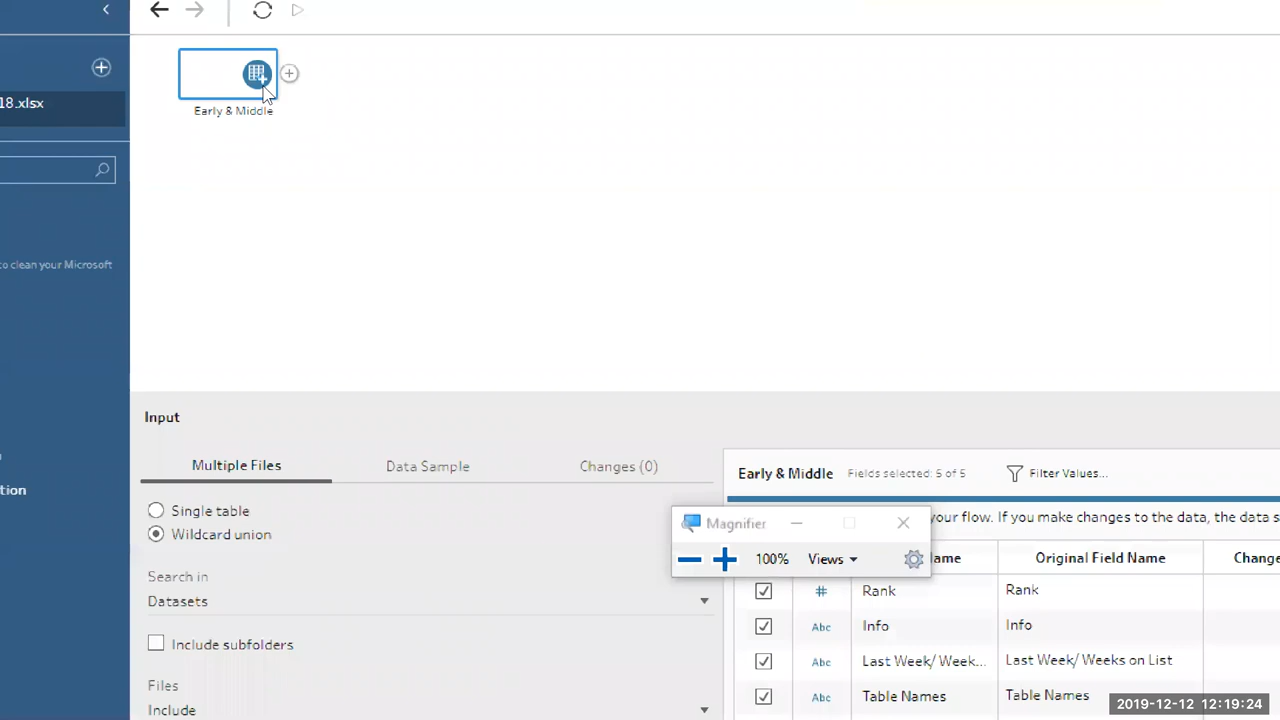 18.xlsx
Early & Middle
to clean your Microsoft
tion
Input
Multiple Files
Data Sample
Changes (0)
Single table
Wildcard union
Search in
Datasets
Include subfolders
Files
Include
Early & Middle
Fields selected: 5 of 5
Filter Values...
your flow. If you make changes to the data, the data s
Magnifier
100%
Views
ame
Original Field Name
Change
# Rank Rank
Abc Info Info
Abc Last Week/ Week... Last Week/ Weeks on List
Abc Table Names Table Names
2019-12-12 12:19:24